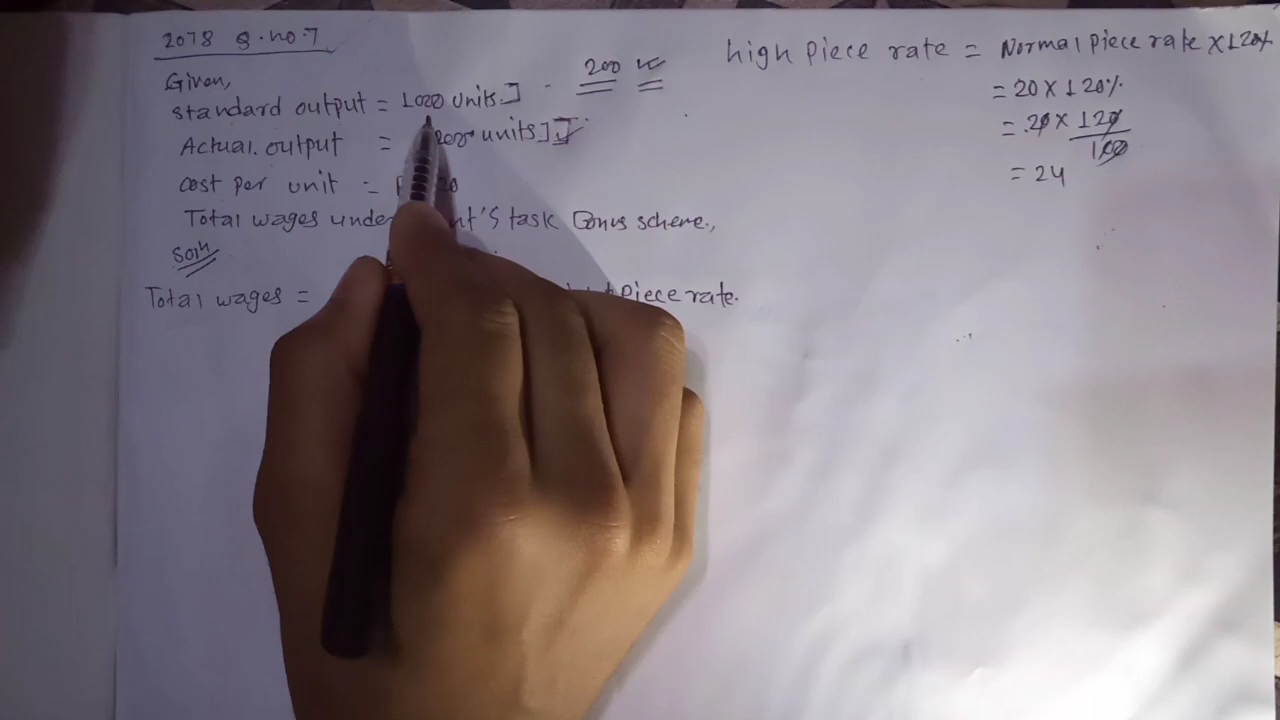 2078 Q.no.7
Given,
standard output = 1000 units.]
200
Actual output = units]
cost per unit =
Total wages under 's task Bonus scheme.,
Soln
Total wages = Piece rate.
high piece rate = Normal piece rate X 120%
= 20 X 120%
= 20 X 120
100
= 24